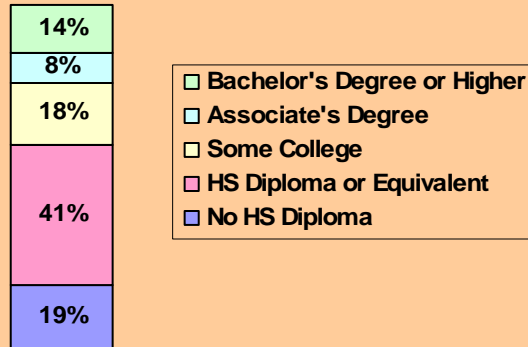 14%
8%
18%
41%
19%
Bachelor's Degree or Higher
Associate's Degree
Some College
HS Diploma or Equivalent
No HS Diploma